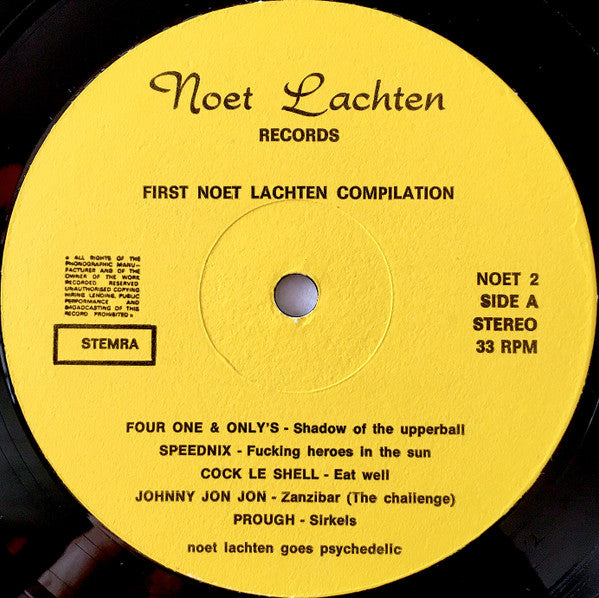 Noet Lachten
RECORDS
FIRST NOET LACHTEN COMPILATION
● ALL RIGHTS OF THE
PHONOGRAPHIC MANU-
FACTURER AND OF THE
OWNER OF THE WORK
RECORDED RESERVED
UNAUTHORISED COPYING
HIRING LENDING, PUBLIC
PERFORMANCE AND
BROADCASTING OF THIS
RECORD PROHIBITED ●
STEMRA
NOET 2
SIDE A
STEREO
33 RPM
FOUR ONE & ONLY'S - Shadow of the upperball
SPEEDNIX - Fucking heroes in the sun
COCK LE SHELL - Eat well
JOHNNY JON JON - Zanzibar (The challenge)
PROUGH - Sirkels
noet lachten goes psychedelic